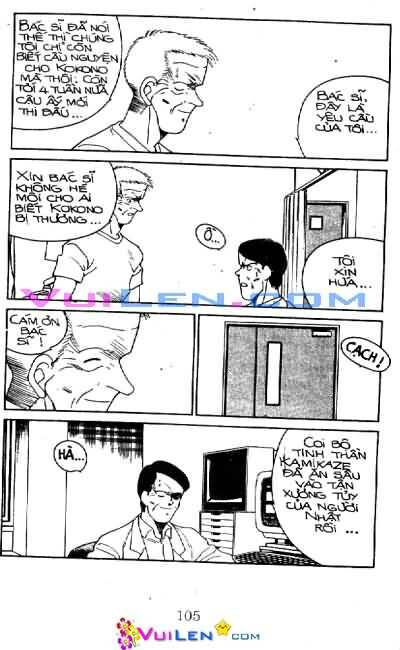 BÁC SĨ ĐÃ NÓI
THẾ THÌ CHÚNG
TÔI CHỈ CÒN
BIẾT CẦU NGUYỆN
CHO KOKONO
MÀ THÔI. CÒN
TỚI 4 TUẦN NỮA
CẬU ẤY MỚI
THI ĐẤU...
BÁC SĨ,
ĐÂY LÀ
YÊU CẦU
CỦA TÔI...
XIN BÁC SĨ
KHÔNG HÉ
MÔI CHO AI
BIẾT KOKONO
BỊ THƯƠNG...
Ồ...
TÔI
XIN
HỨA...
VUILEN.COM
CÁM ƠN
BÁC
SĨ!
CẠCH!
HÀ...
COI BỘ
TINH THẦN
KAMIKAZE
ĐÃ ĂN SÂU
VÀO TẬN
XƯƠNG TỦY
CỦA NGƯỜI
NHẬT
RỒI...
105
VUILEN.COM